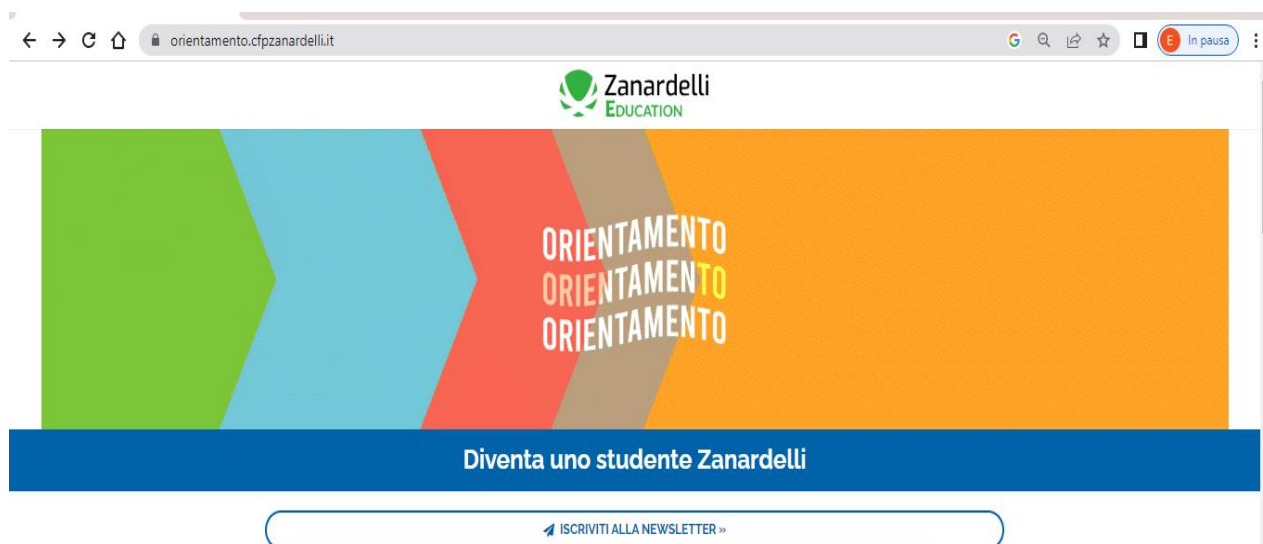 orientamento.cfpzanardelli.it
G
E In pausa
Zanardelli
EDUCATION
ORIENTAMENTO
ORIENTAMENTO
ORIENTAMENTO
Diventa uno studente Zanardelli
ISCRIVITI ALLA NEWSLETTER »